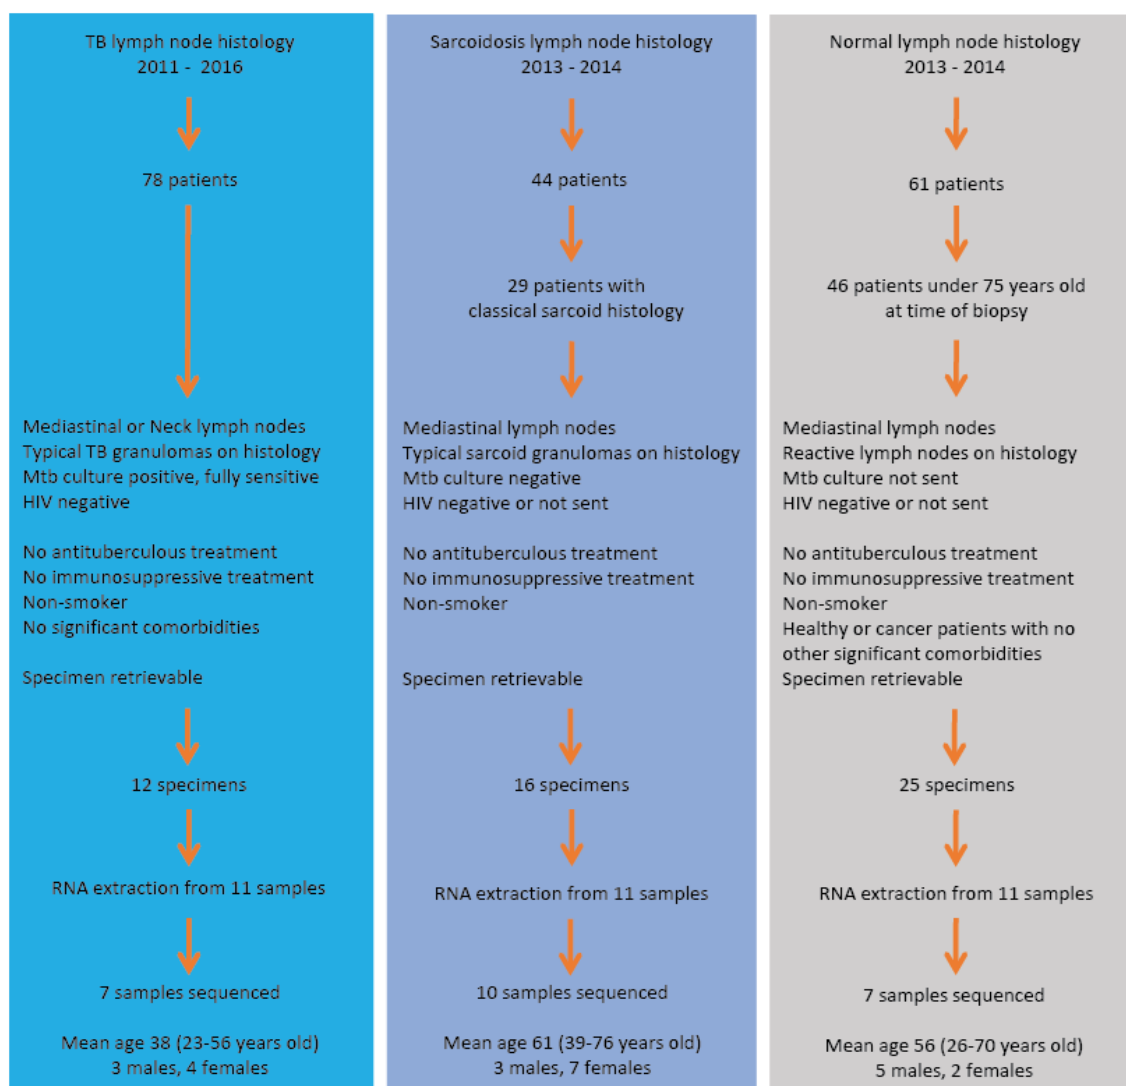 TB lymph node histology
2011 - 2016
78 patients
Mediastinal or Neck lymph nodes
Typical TB granulomas on histology
Mtb culture positive, fully sensitive
HIV negative
No antituberculous treatment
No immunosuppressive treatment
Non-smoker
No significant comorbidities
Specimen retrievable
12 specimens
RNA extraction from 11 samples
7 samples sequenced
Mean age 38 (23-56 years old)
3 males, 4 females
Sarcoidosis lymph node histology
2013 - 2014
44 patients
29 patients with
classical sarcoid histology
Mediastinal lymph nodes
Typical sarcoid granulomas on histology
Mtb culture negative
HIV negative or not sent
No antituberculous treatment
No immunosuppressive treatment
Non-smoker
Specimen retrievable
16 specimens
RNA extraction from 11 samples
10 samples sequenced
Mean age 61 (39-76 years old)
3 males, 7 females
Normal lymph node histology
2013 - 2014
61 patients
46 patients under 75 years old
at time of biopsy
Mediastinal lymph nodes
Reactive lymph nodes on histology
Mtb culture not sent
HIV negative or not sent
No antituberculous treatment
No immunosuppressive treatment
Non-smoker
Healthy or cancer patients with no
other significant comorbidities
Specimen retrievable
25 specimens
RNA extraction from 11 samples
7 samples sequenced
Mean age 56 (26-70 years old)
5 males, 2 females